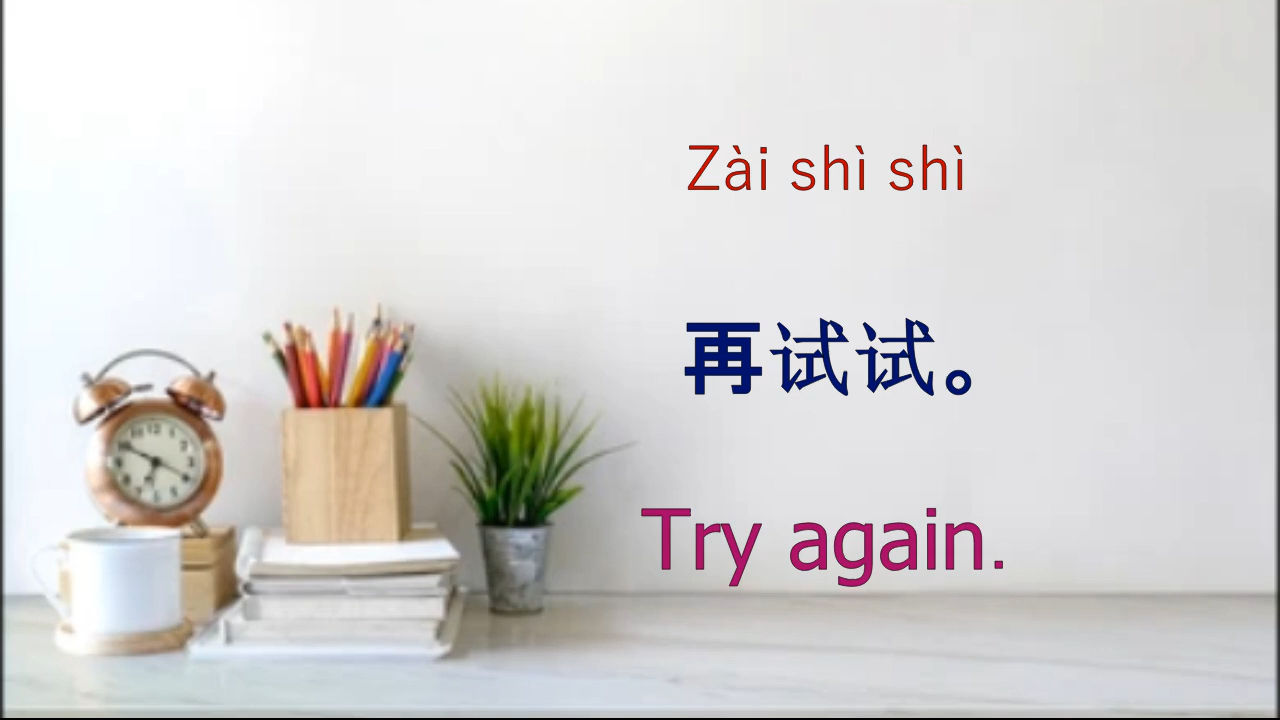 Zài shì shì
再试试。
Try again.